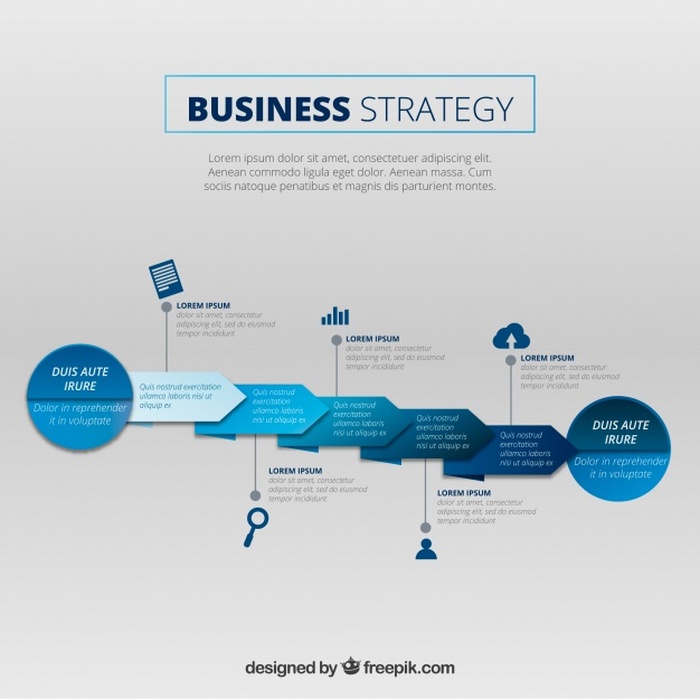 BUSINESS STRATEGY
Lorem ipsum dolor sit amet, consectetuer adipiscing elit.
Aenean commodo ligula eget dolor. Aenean massa. Cum
sociis natoque penatibus et magnis dis parturient montes.
LOREM IPSUM
dolor sit amet, consectetur
adipiscing elit, sed do eiusmod
tempor incididunt
LOREM IPSUM
dolor sit amet, consectetur
adipiscing elit, sed do eiusmod
tempor incididunt
LOREM IPSUM
dolor sit amet, consectetur
adipiscing elit, sed do eiusmod
tempor incididunt
DUIS AUTE
IRURE
Dolor in reprehender
it in voluptate
Quis nostrud exercitation
ullamco laboris nisi ut
aliquip ex
Quis nostrud
exercitation
ullamco laboris
nisi ut aliquip ex
Quis nostrud
exercitation
ullamco laboris
nisi ut aliquip ex
Quis nostrud
exercitation
ullamco laboris
nisi ut aliquip ex
Quis nostrud
exercitation
ullamco laboris
nisi ut aliquip ex
DUIS AUTE
IRURE
Dolor in reprehender
it in voluptate
LOREM IPSUM
dolor sit amet, consectetur
adipiscing elit, sed do eiusmod
tempor incididunt
LOREM IPSUM
dolor sit amet, consectetur
adipiscing elit, sed do eiusmod
tempor incididunt
designed by freepik.com